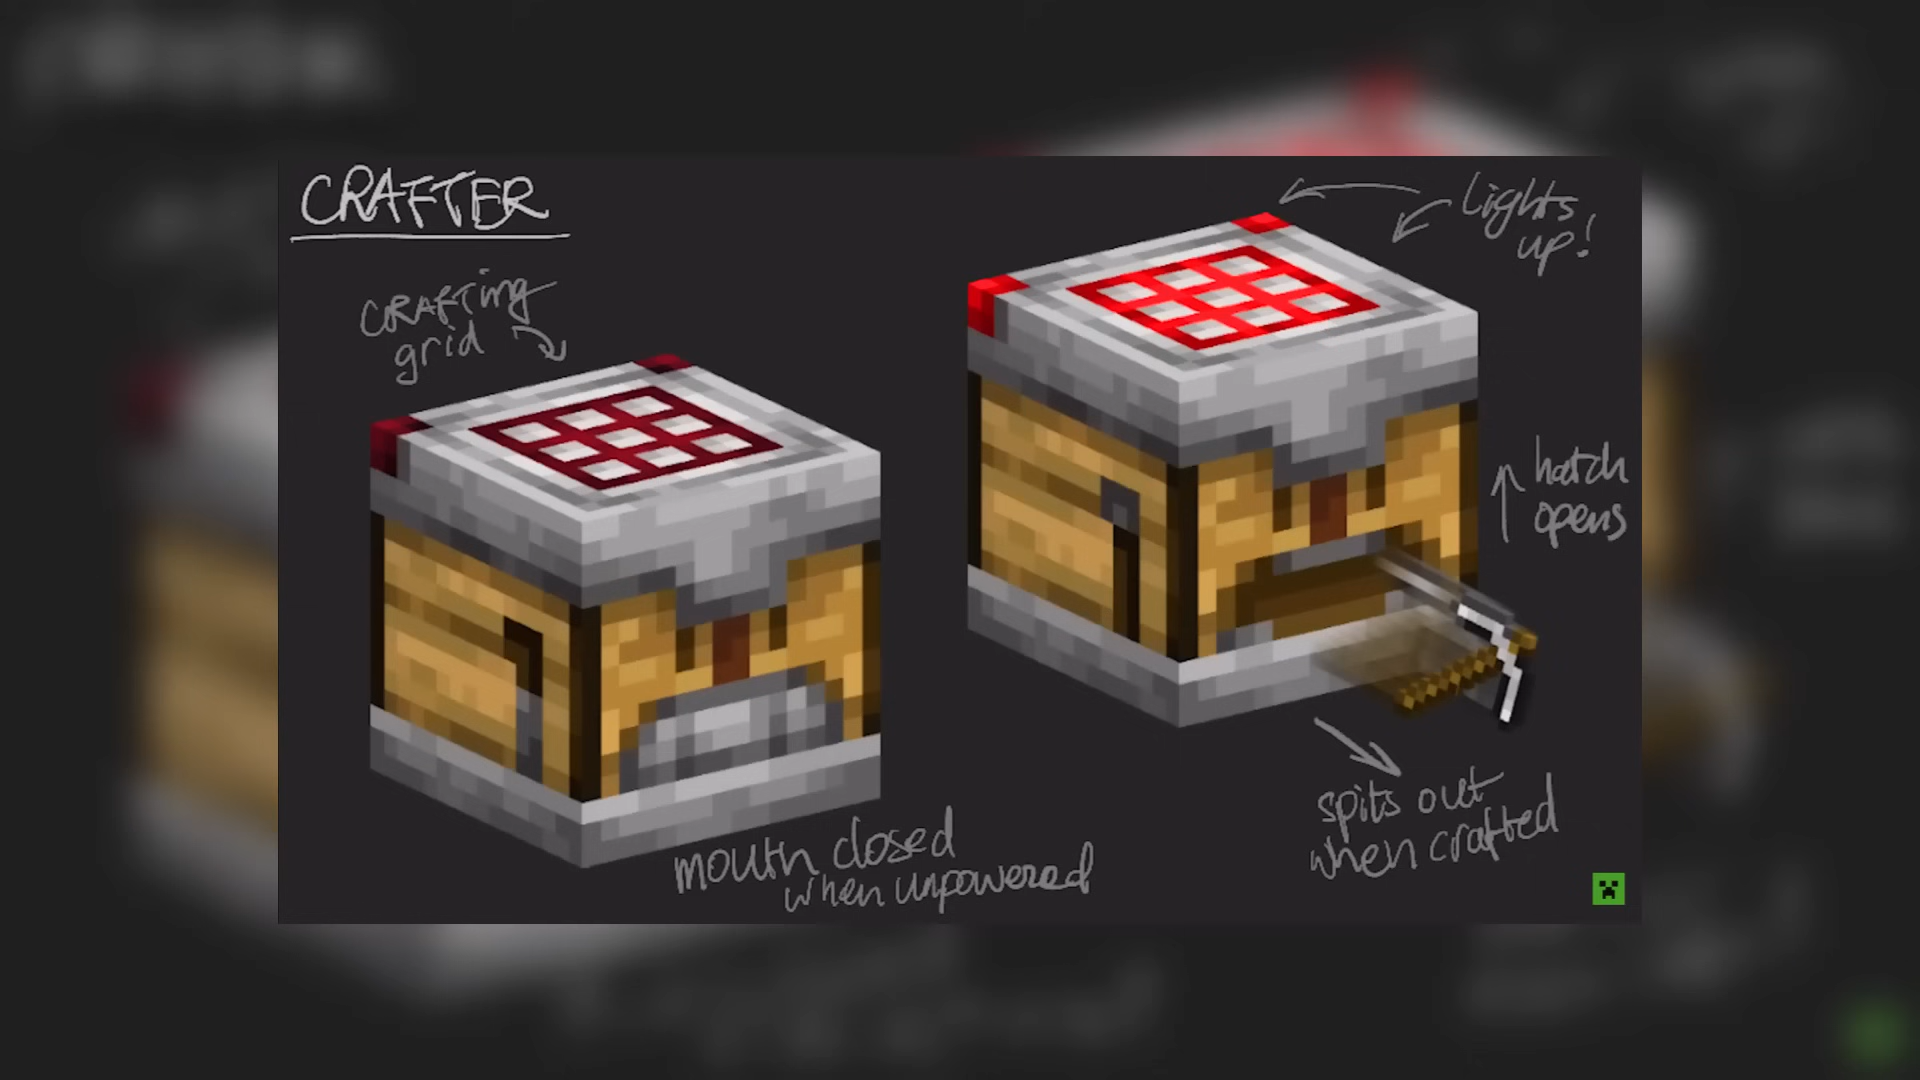 CRAFTER
CRAFTing
grid
Lights
up!
hatch
opens
mouth closed
when unpowered
spits out
when crafted